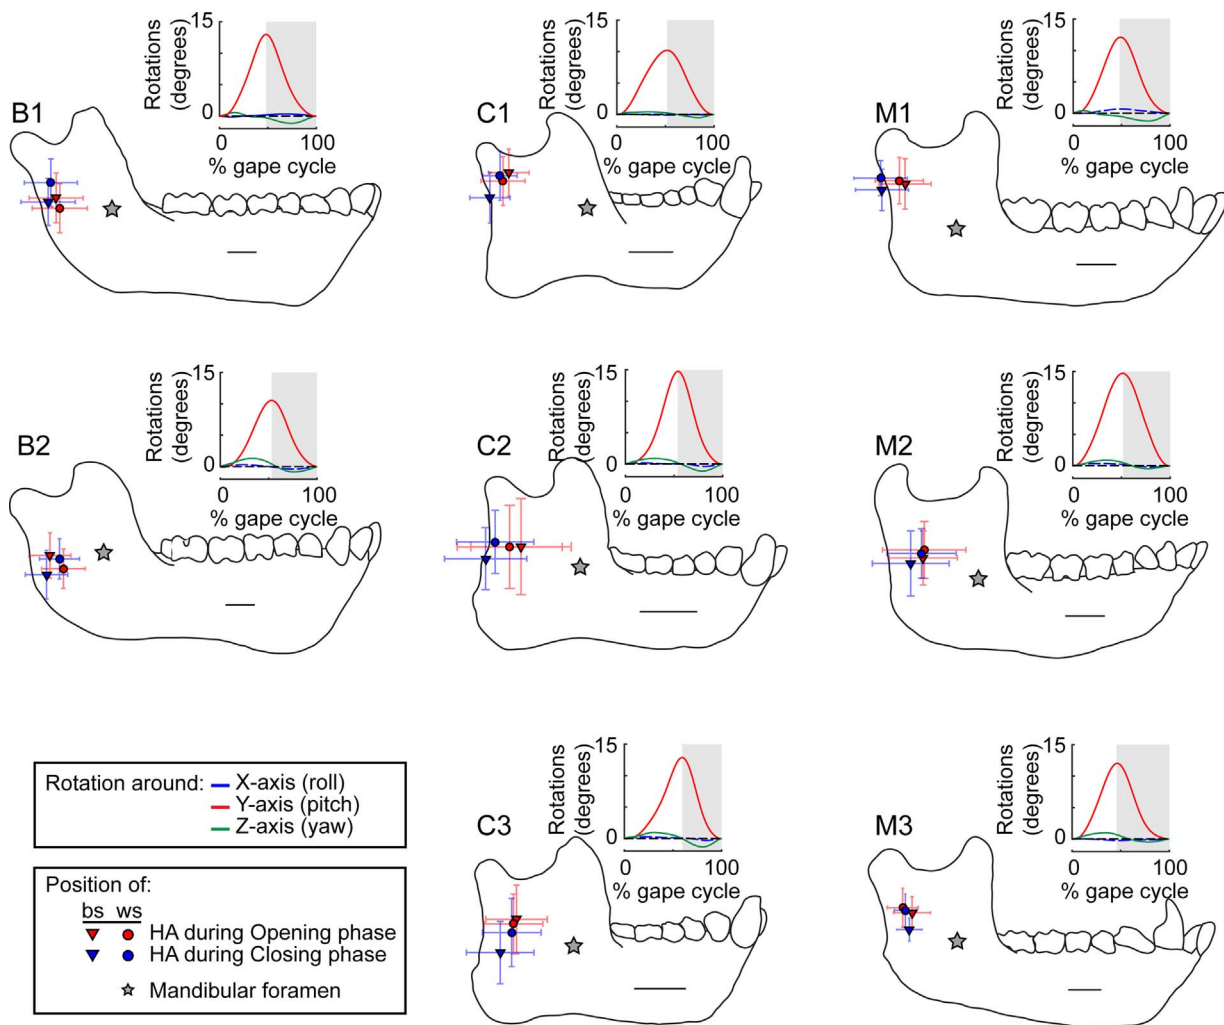 B1
Rotations
(degrees)
15
0
0 100
% gape cycle
C1
Rotations
(degrees)
15
0
0 100
% gape cycle
M1
Rotations
(degrees)
15
0
0 100
% gape cycle
B2
Rotations
(degrees)
15
0
0 100
% gape cycle
C2
Rotations
(degrees)
15
0
0 100
% gape cycle
M2
Rotations
(degrees)
15
0
0 100
% gape cycle
Rotation around: X-axis (roll)
Y-axis (pitch)
Z-axis (yaw)
Position of:
bs ws
HA during Opening phase
HA during Closing phase
Mandibular foramen
C3
Rotations
(degrees)
15
0
0 100
% gape cycle
M3
Rotations
(degrees)
15
0
0 100
% gape cycle